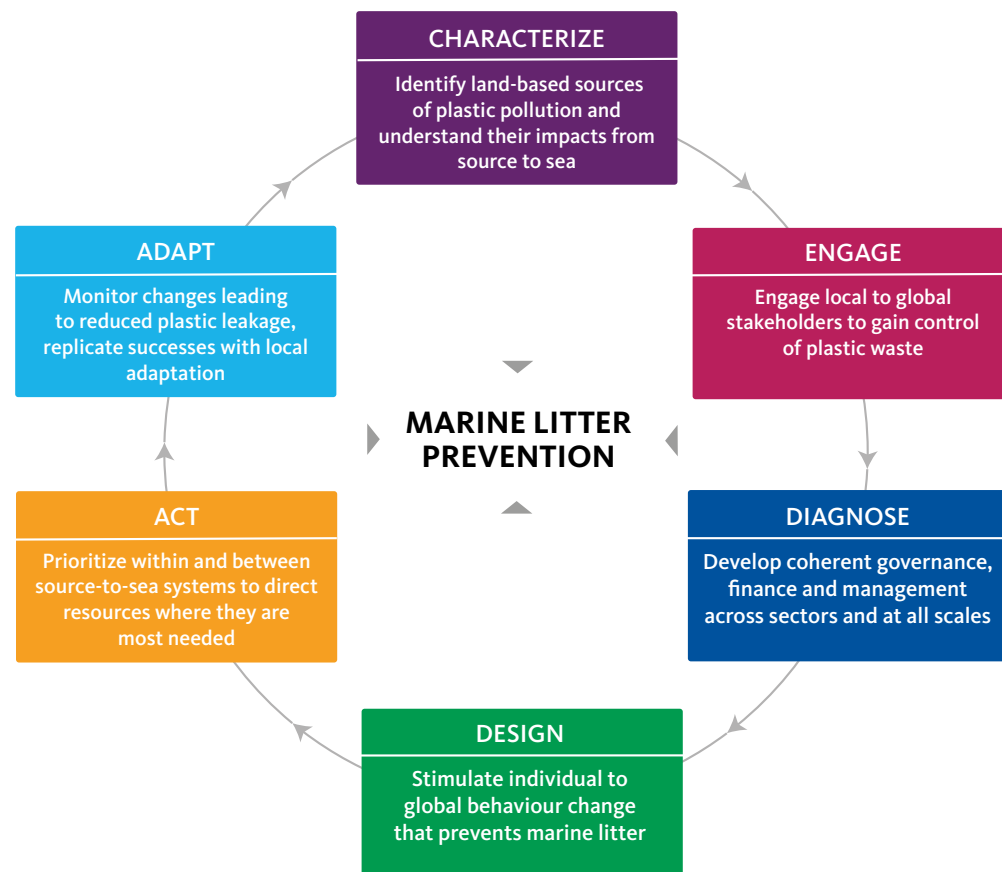 CHARACTERIZE
Identify land-based sources
of plastic pollution and
understand their impacts from
source to sea
ENGAGE
Engage local to global
stakeholders to gain control
of plastic waste
DIAGNOSE
Develop coherent governance,
finance and management
across sectors and at all scales
DESIGN
Stimulate individual to
global behaviour change
that prevents marine litter
ACT
Prioritize within and between
source-to-sea systems to direct
resources where they are
most needed
ADAPT
Monitor changes leading
to reduced plastic leakage,
replicate successes with local
adaptation
MARINE LITTER
PREVENTION